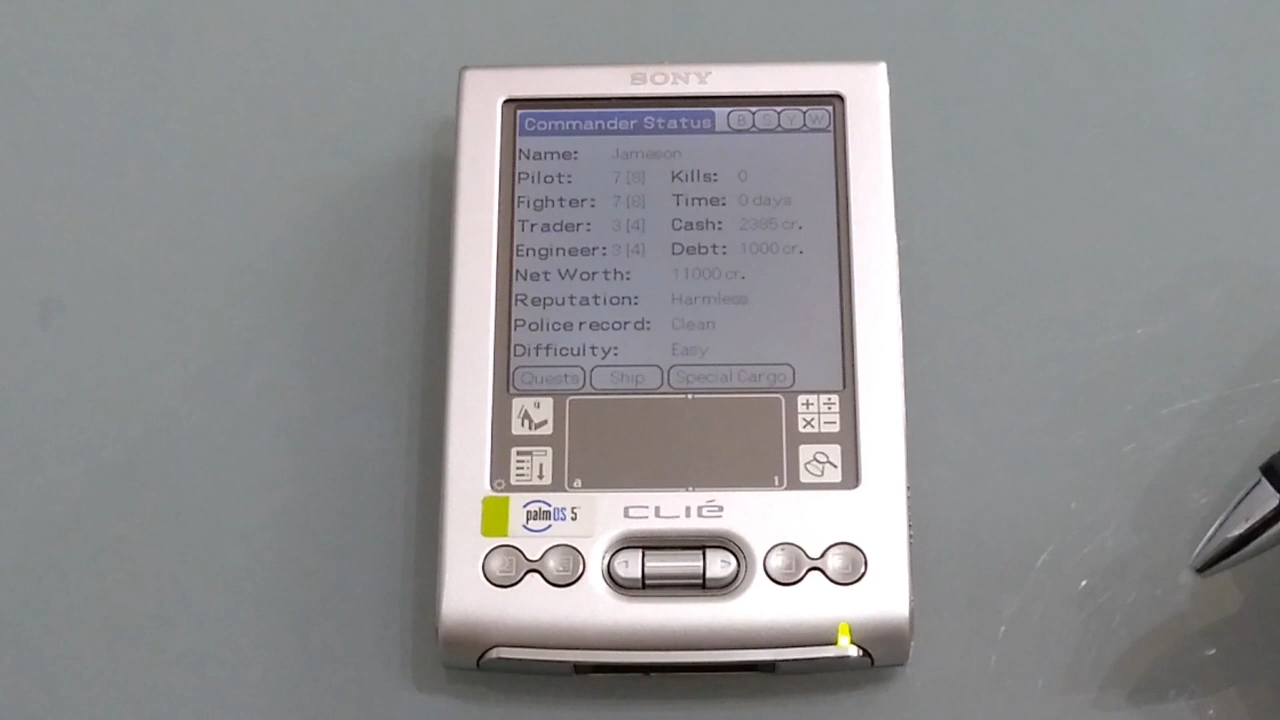 SONY
Commander Status B S Y W
Name: Jameson
Pilot: 7 [8] Kills: 0
Fighter: 7 [8] Time: 0 days
Trader: 3 [4] Cash: 2385 cr.
Engineer: 3 [4] Debt: 1000 cr.
Net Worth: 11000 cr.
Reputation: Harmless
Police record: Clean
Difficulty: Easy
Quests Ship Special Cargo
+ ÷
× −
a 1
palmOS 5
CLIÉ